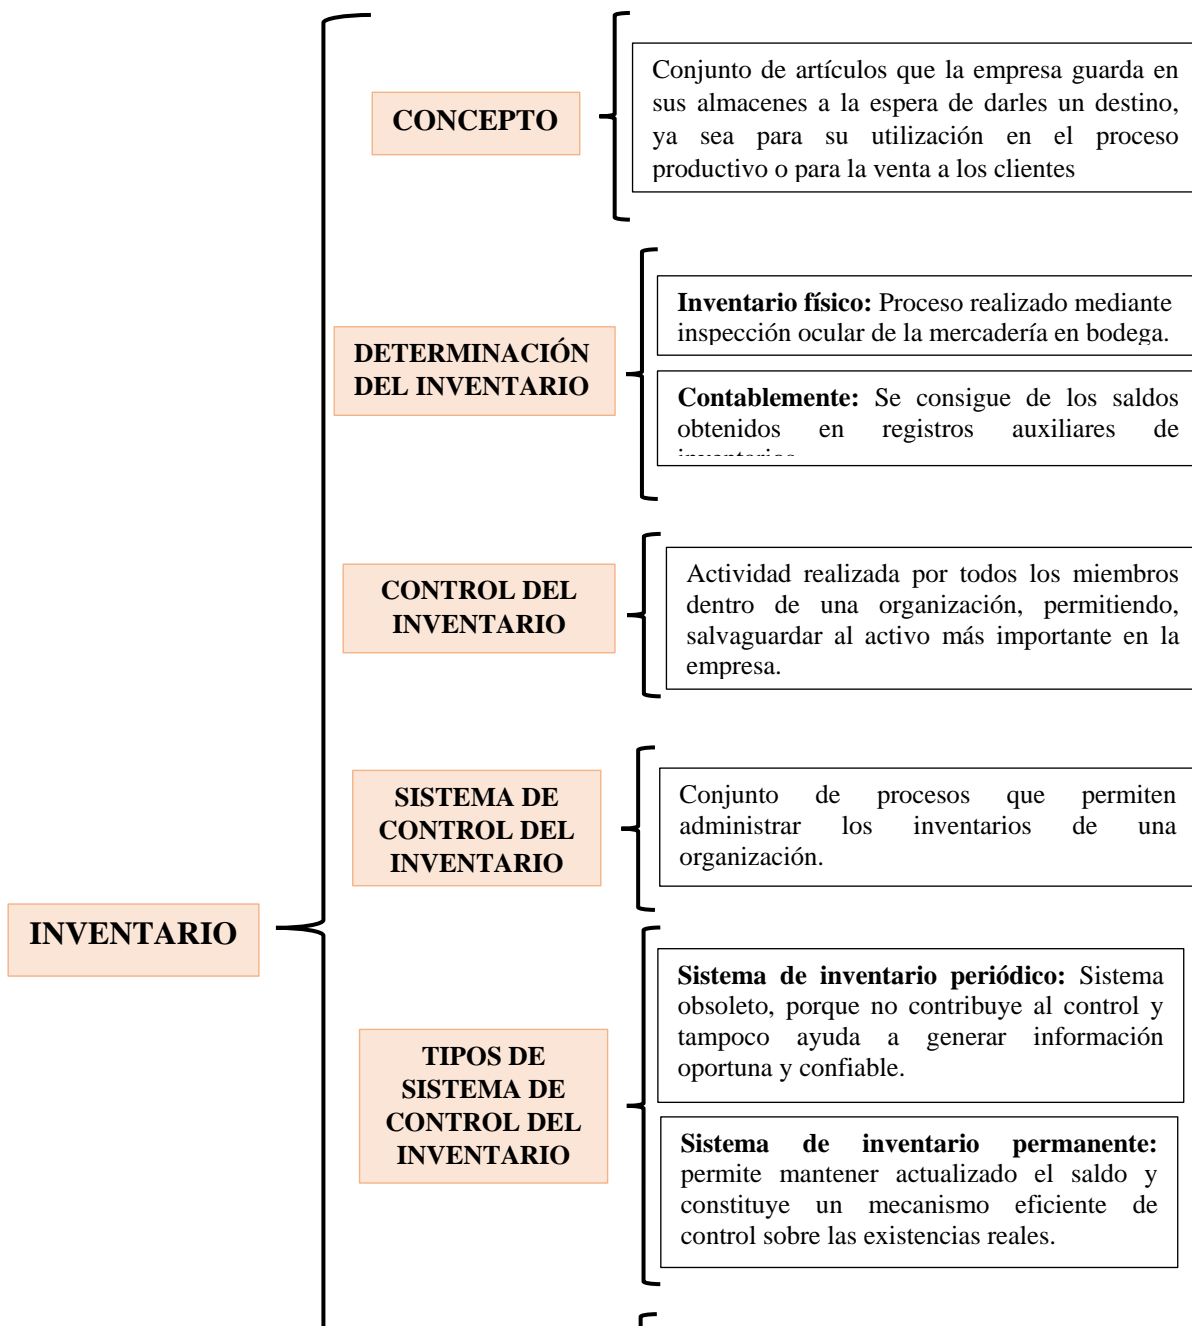 CONCEPTO
Conjunto de artículos que la empresa guarda en
sus almacenes a la espera de darles un destino,
ya sea para su utilización en el proceso
productivo o para la venta a los clientes
DETERMINACIÓN
DEL INVENTARIO
Inventario físico: Proceso realizado mediante
inspección ocular de la mercadería en bodega.
Contablemente: Se consigue de los saldos
obtenidos en registros auxiliares de
CONTROL DEL
INVENTARIO
Actividad realizada por todos los miembros
dentro de una organización, permitiendo,
salvaguardar al activo más importante en la
empresa.
SISTEMA DE
CONTROL DEL
INVENTARIO
Conjunto de procesos que permiten
administrar los inventarios de una
organización.
INVENTARIO
TIPOS DE
SISTEMA DE
CONTROL DEL
INVENTARIO
Sistema de inventario periódico: Sistema
obsoleto, porque no contribuye al control y
tampoco ayuda a generar información
oportuna y confiable.
Sistema de inventario permanente:
permite mantener actualizado el saldo y
constituye un mecanismo eficiente de
control sobre las existencias reales.